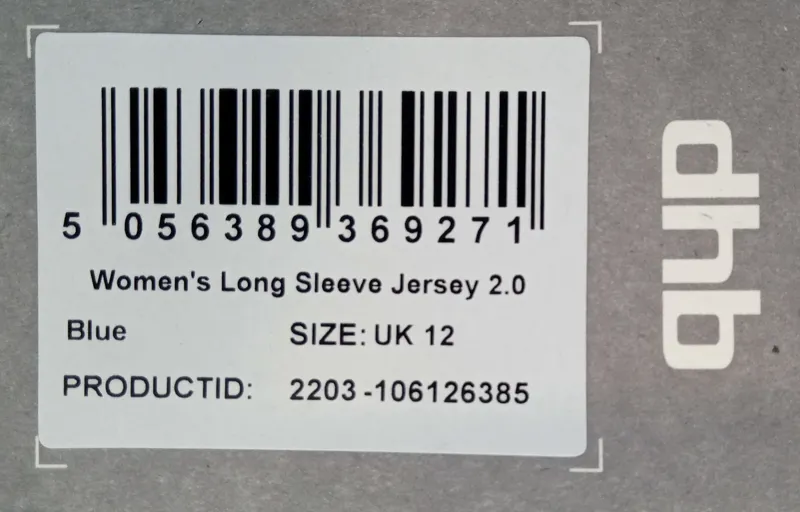 5 056389 369271
Women's Long Sleeve Jersey 2.0
Blue SIZE: UK 12
PRODUCTID: 2203-106126385
dhb